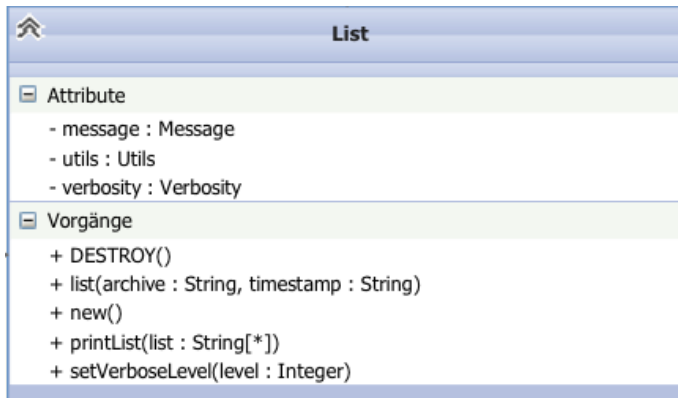 List
Attribute
- message : Message
- utils : Utils
- verbosity : Verbosity
Vorgänge
+ DESTROY()
+ list(archive : String, timestamp : String)
+ new()
+ printList(list : String[*])
+ setVerboseLevel(level : Integer)